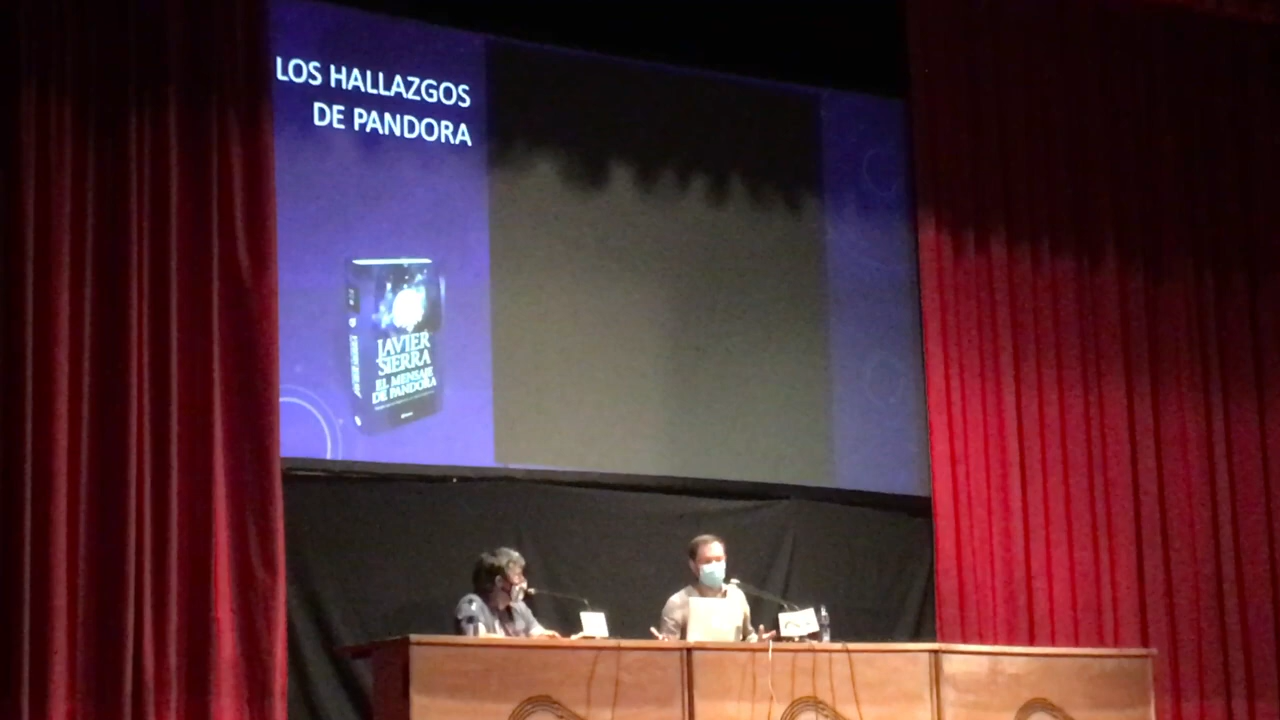 LOS HALLAZGOS
DE PANDORA
JAVIER
SIERRA
EL MENSAJE
DE PANDORA